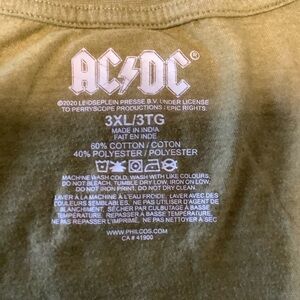 AC⚡DC®
©2020 LEIDSEPLEIN PRESSE B.V. UNDER LICENSE
TO PERRYSCOPE PRODUCTIONS / EPIC RIGHTS.
3XL/3TG
MADE IN INDIA
FAIT EN INDE
60% COTTON / COTON
40% POLYESTER / POLYESTER
MACHINE WASH COLD, WASH WITH LIKE COLOURS.
DO NOT BLEACH, TUMBLE DRY LOW, IRON ON LOW,
DO NOT IRON PRINT, DO NOT DRY CLEAN.
LAVER À LA MACHINE À L'EAU FROIDE, LAVER AVEC DES
COULEURS SEMBLABLES. NE PAS UTILISER D'AGENT DE
BLANCHIMENT, SÉCHER PAR CULBUTAGE À BASSE
TEMPÉRATURE. REPASSER À BASSE TEMPÉRATURE
NE PAS REPASSER L'IMPRIMÉ. NE PAS NETTOYER À SEC
WWW.PHILCOS.COM
CA # 41900